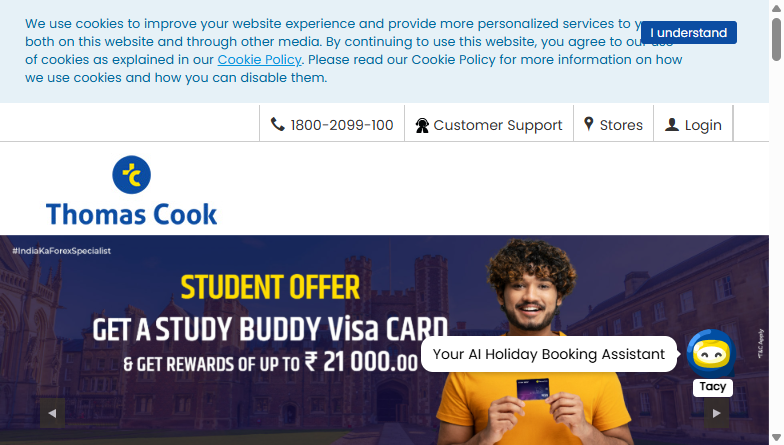 We use cookies to improve your website experience and provide more personalized services to y
both on this website and through other media. By continuing to use this website, you agree to our use
of cookies as explained in our Cookie Policy. Please read our Cookie Policy for more information on how
we use cookies and how you can disable them.
I understand
1800-2099-100
Customer Support
Stores
Login
Thomas Cook
#IndiaKaForexSpecialist
STUDENT OFFER
GET A STUDY BUDDY Visa CARD
& GET REWARDS OF UP TO ₹ 21 000.00
Your AI Holiday Booking Assistant
Tacy
*T&C Apply